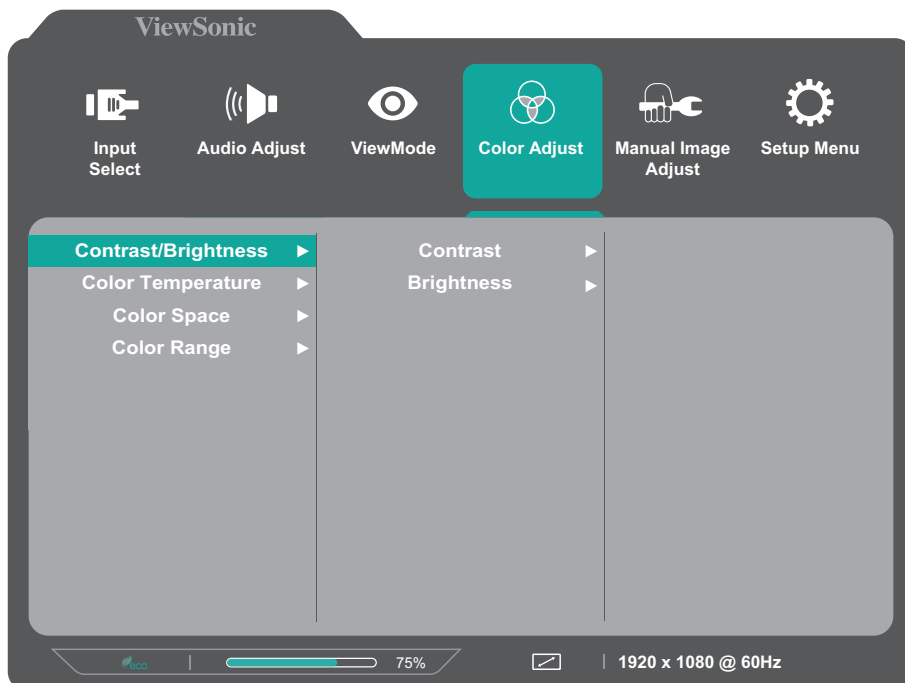 ViewSonic
Input
Select
Audio Adjust
ViewMode
Color Adjust
Manual Image
Adjust
Setup Menu
Contrast/Brightness
Color Temperature
Color Space
Color Range
Contrast
Brightness
eco
75%
1920 x 1080 @ 60Hz